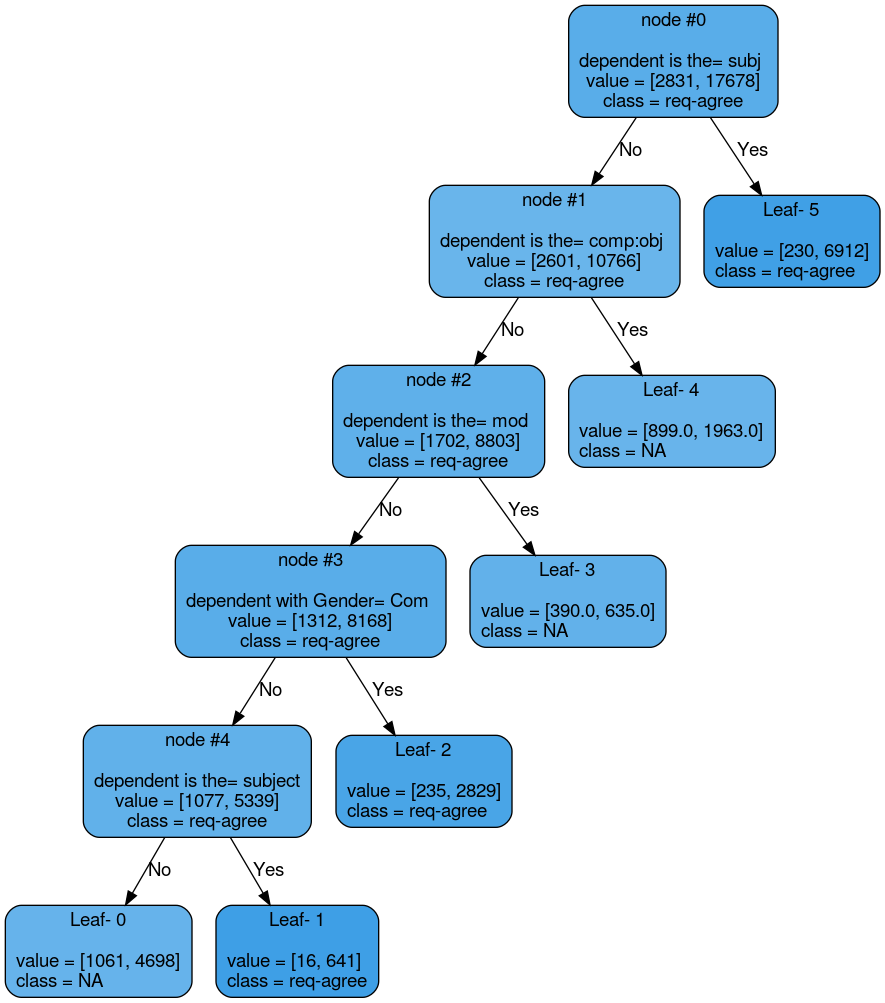 node #0
dependent is the= subj
value = [2831, 17678]
class = req-agree
No
Yes
node #1
dependent is the= comp:obj
value = [2601, 10766]
class = req-agree
Leaf- 5
value = [230, 6912]
class = req-agree
No
Yes
node #2
dependent is the= mod
value = [1702, 8803]
class = req-agree
Leaf- 4
value = [899.0, 1963.0]
class = NA
No
Yes
node #3
dependent with Gender= Com
value = [1312, 8168]
class = req-agree
Leaf- 3
value = [390.0, 635.0]
class = NA
No
Yes
node #4
dependent is the= subject
value = [1077, 5339]
class = req-agree
Leaf- 2
value = [235, 2829]
class = req-agree
No
Yes
Leaf- 0
value = [1061, 4698]
class = NA
Leaf- 1
value = [16, 641]
class = req-agree